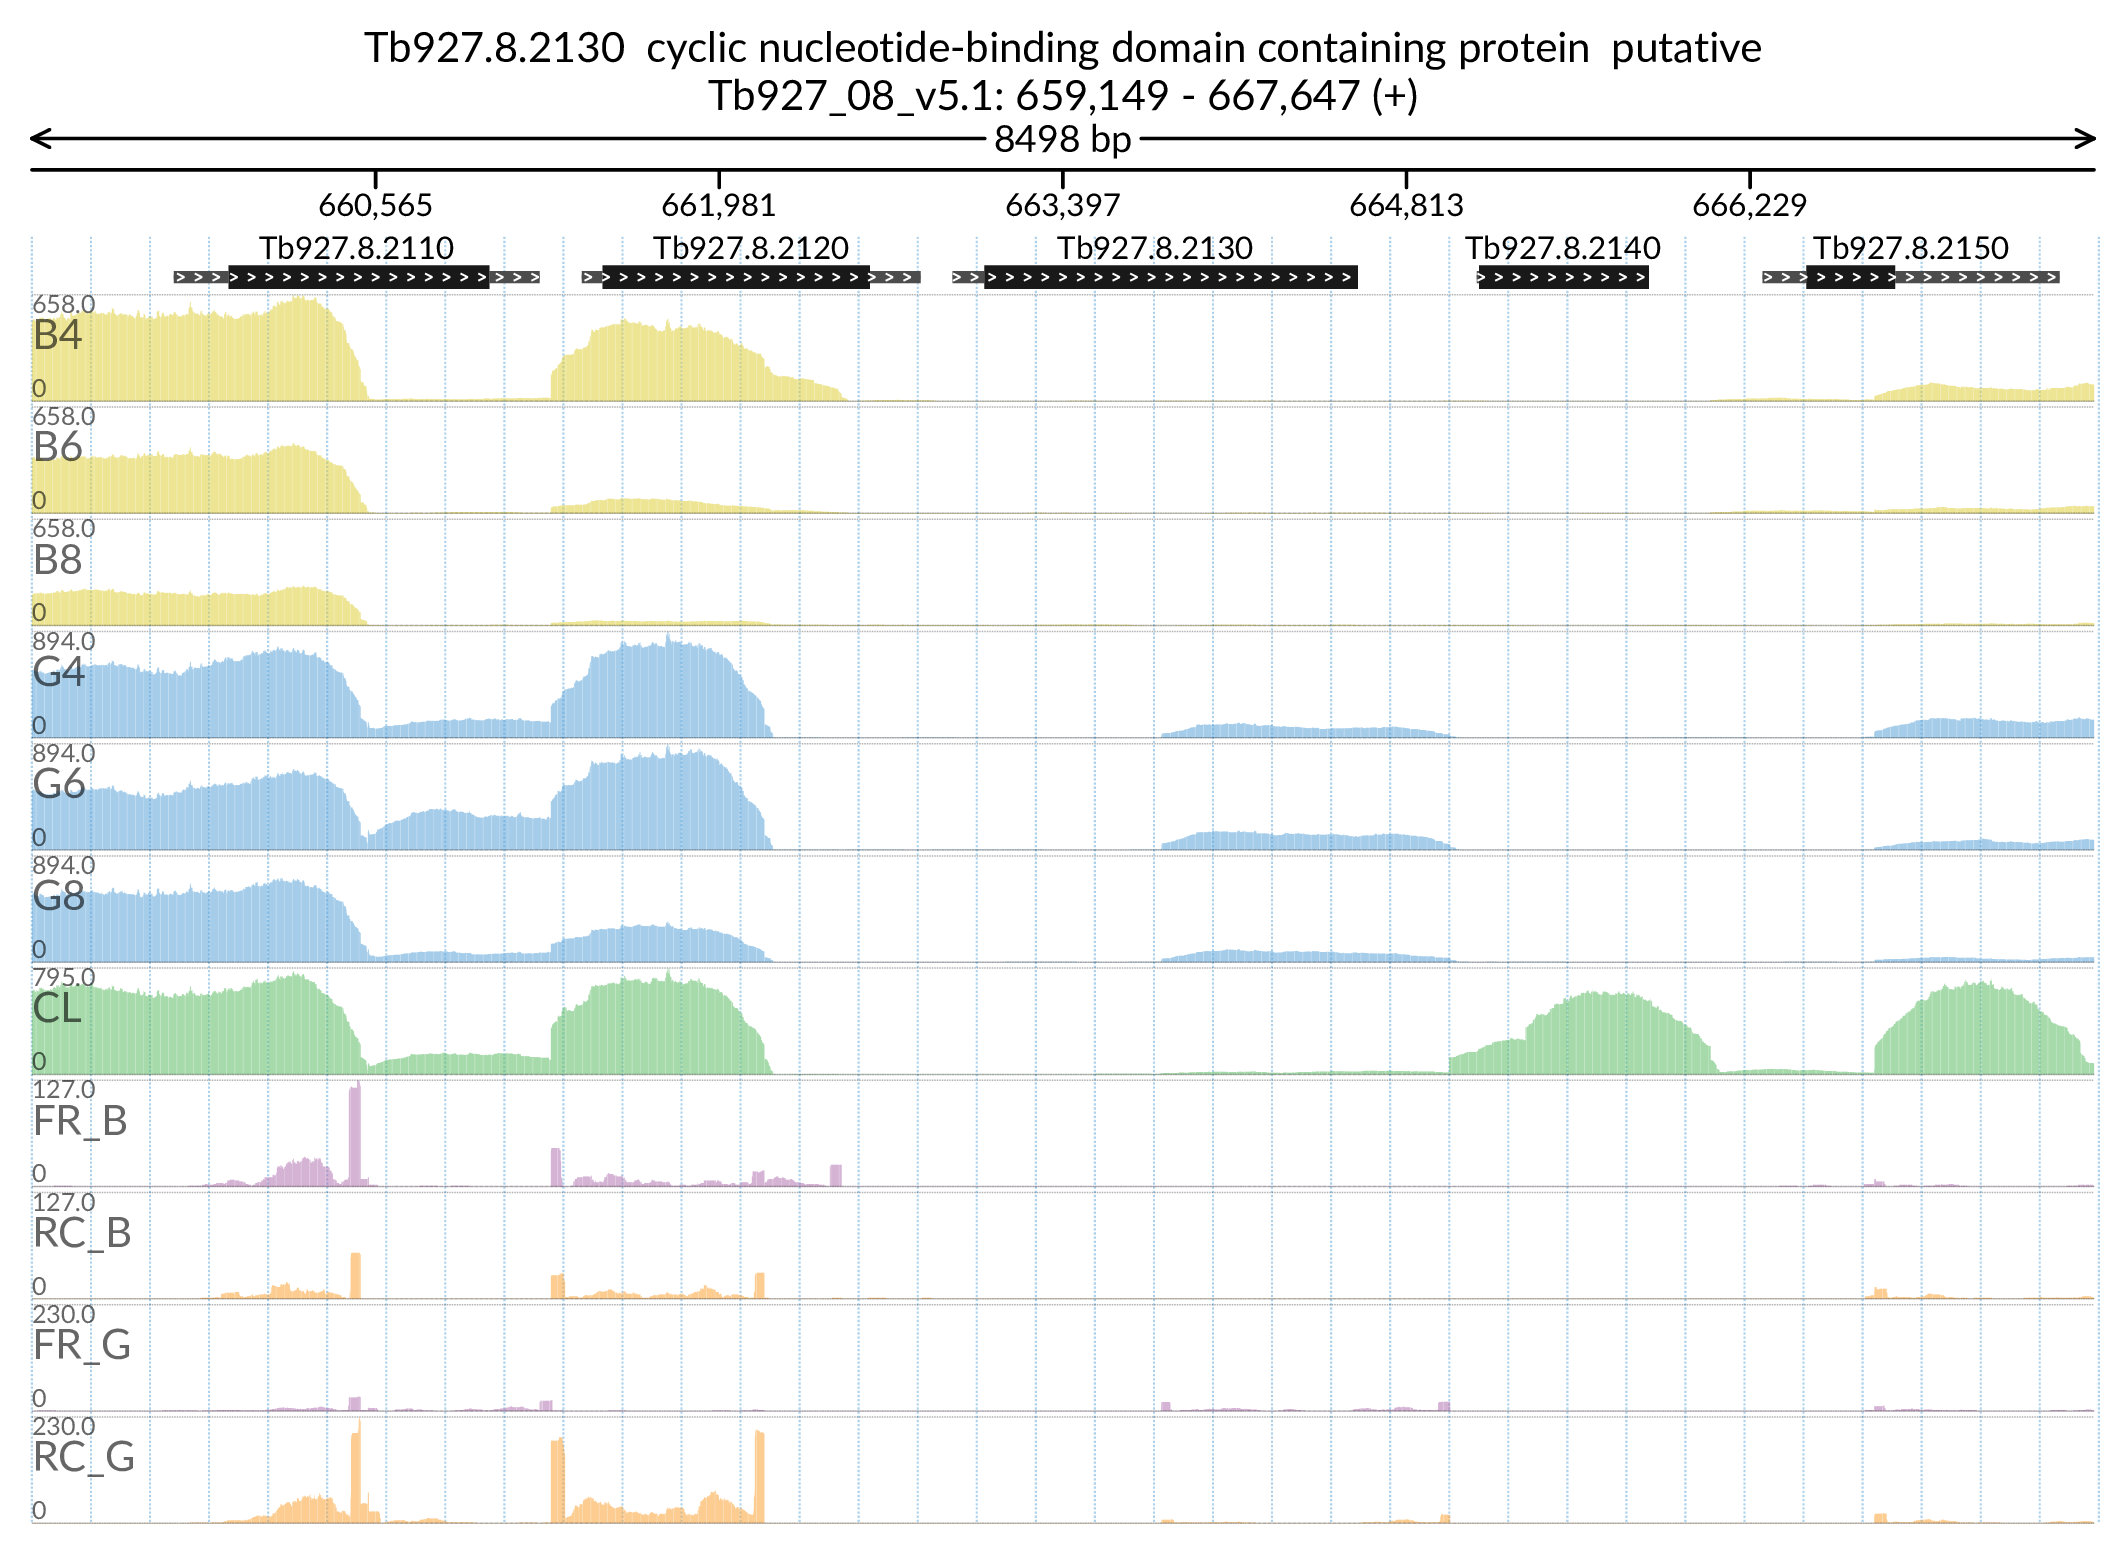 Tb927.8.2130  cyclic nucleotide-binding domain containing protein  putative
Tb927_08_v5.1: 659,149 - 667,647 (+)
8498 bp
660,565 661,981 663,397 664,813 666,229
Tb927.8.2110 Tb927.8.2120 Tb927.8.2130 Tb927.8.2140 Tb927.8.2150
658.0
B4
0
658.0
B6
0
658.0
B8
0
894.0
G4
0
894.0
G6
0
894.0
G8
0
795.0
CL
0
127.0
FR_B
0
127.0
RC_B
0
230.0
FR_G
0
230.0
RC_G
0